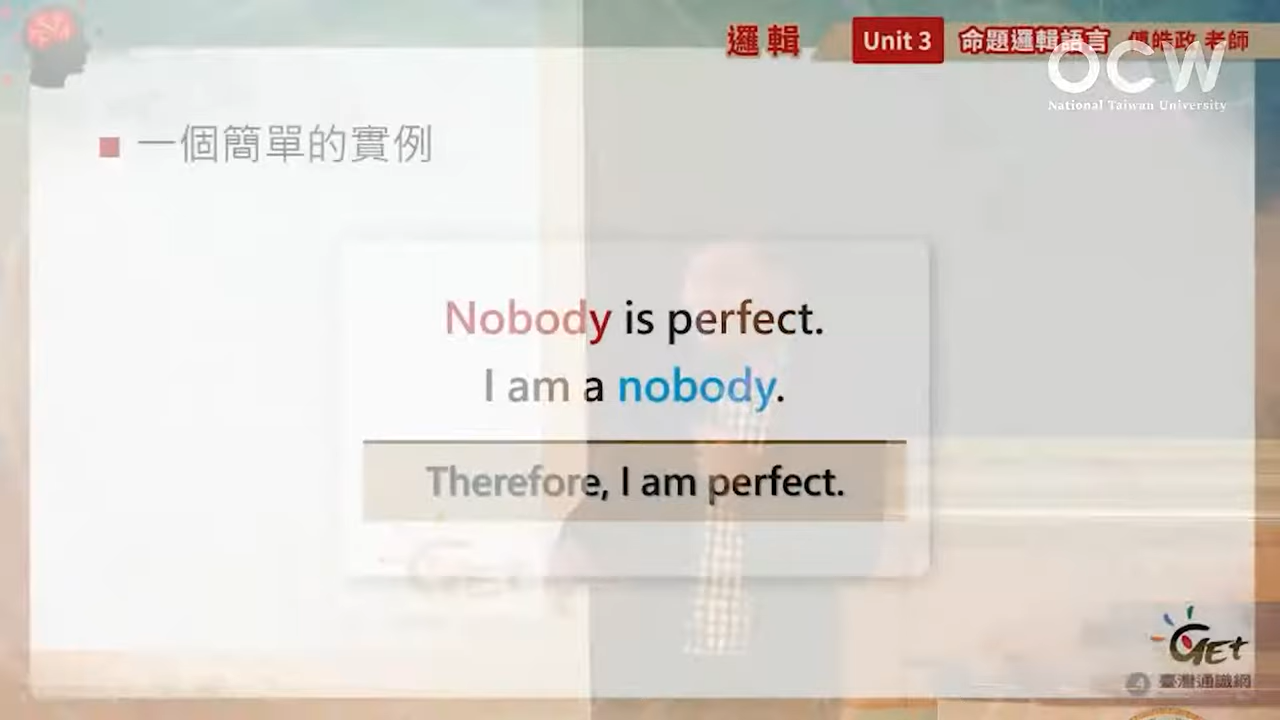 邏輯
Unit 3
命題邏輯語言
傅皓政 老師
OCW
National Taiwan University
一個簡單的實例
Nobody is perfect.
I am a nobody.
Therefore, I am perfect.
GET
臺灣通識網